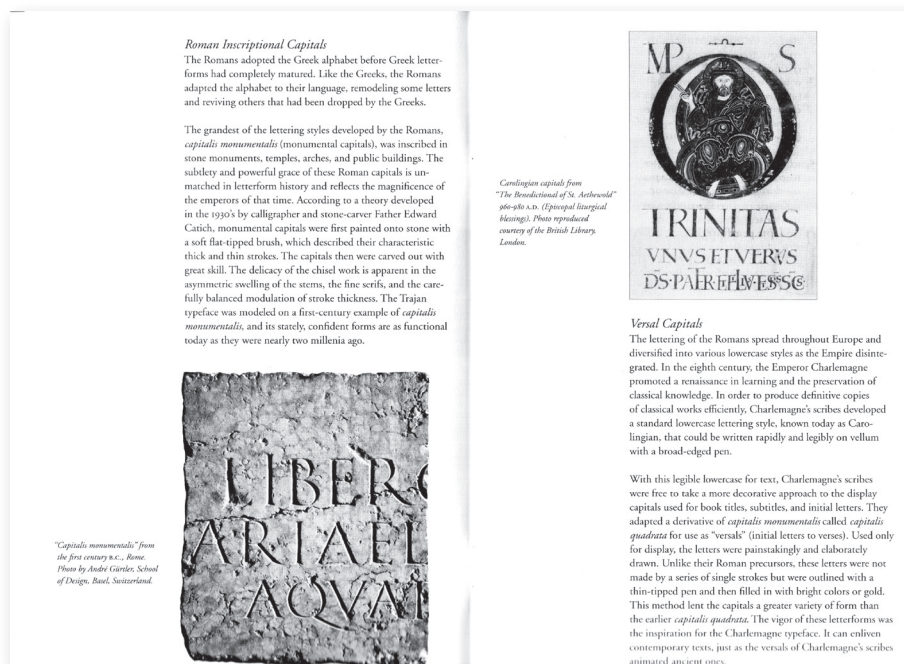 Roman Inscriptional Capitals
The Romans adopted the Greek alphabet before Greek letter-
forms had completely matured. Like the Greeks, the Romans
adapted the alphabet to their language, remodeling some letters
and reviving others that had been dropped by the Greeks.
The grandest of the lettering styles developed by the Romans,
capitalis monumentalis (monumental capitals), was inscribed in
stone monuments, temples, arches, and public buildings. The
subtlety and powerful grace of these Roman capitals is un-
matched in letterform history and reflects the magnificence of
the emperors of that time. According to a theory developed
in the 1930's by calligrapher and stone-carver Father Edward
Catich, monumental capitals were first painted onto stone with
a soft flat-tipped brush, which described their characteristic
thick and thin strokes. The capitals then were carved out with
great skill. The delicacy of the chisel work is apparent in the
asymmetric swelling of the stems, the fine serifs, and the care-
fully balanced modulation of stroke thickness. The Trajan
typeface was modeled on a first-century example of capitalis
monumentalis, and its stately, confident forms are as functional
today as they were nearly two millenia ago.
"Capitalis monumentalis" from
the first century B.C., Rome.
Photo by André Gürtler, School
of Design, Basel, Switzerland.
LIBERO
ARIAEL
AQVAI
Carolingian capitals from
"The Benedictional of St. Aethewold"
960-980 A.D. (Episcopal liturgical
blessings). Photo reproduced
courtesy of the British Library,
London.
S
O
TRINITAS
VNVS ET VERVS
Versal Capitals
The lettering of the Romans spread throughout Europe and
diversified into various lowercase styles as the Empire disinte-
grated. In the eighth century, the Emperor Charlemagne
promoted a renaissance in learning and the preservation of
classical knowledge. In order to produce definitive copies
of classical works efficiently, Charlemagne's scribes developed
a standard lowercase lettering style, known today as Caro-
lingian, that could be written rapidly and legibly on vellum
with a broad-edged pen.
With this legible lowercase for text, Charlemagne's scribes
were free to take a more decorative approach to the display
capitals used for book titles, subtitles, and initial letters. They
adapted a derivative of capitalis monumentalis called capitalis
quadrata for use as "versals" (initial letters to verses). Used only
for display, the letters were painstakingly and elaborately
drawn. Unlike their Roman precursors, these letters were not
made by a series of single strokes but were outlined with a
thin-tipped pen and then filled in with bright colors or gold.
This method lent the capitals a greater variety of form than
the earlier capitalis quadrata. The vigor of these letterforms was
the inspiration for the Charlemagne typeface. It can enliven
contemporary texts, just as the versals of Charlemagne's scribes
animated ancient ones.